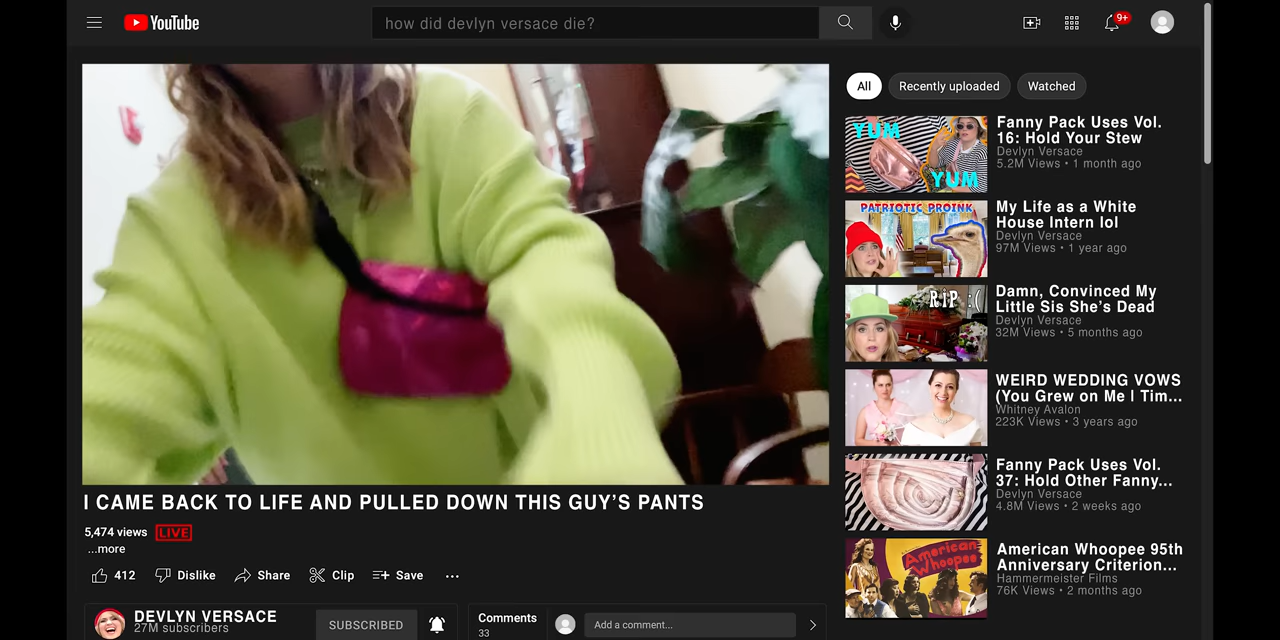 YouTube
how did devlyn versace die?
9+
All
Recently uploaded
Watched
I CAME BACK TO LIFE AND PULLED DOWN THIS GUY’S PANTS
5,474 views
LIVE
...more
412
Dislike
Share
Clip
Save
DEVLYN VERSACE
27M subscribers
SUBSCRIBED
Comments
33
Add a comment...
YUM
YUM
Fanny Pack Uses Vol.
16: Hold Your Stew
Devlyn Versace
5.2M Views • 1 month ago
PATRIOTIC PROINK
My Life as a White
House Intern lol
Devlyn Versace
97M Views • 1 year ago
RiP :(
Damn, Convinced My
Little Sis She’s Dead
Devlyn Versace
32M Views • 5 months ago
WEIRD WEDDING VOWS
(You Grew on Me | Tim...
Whitney Avalon
223K Views • 3 years ago
Fanny Pack Uses Vol.
37: Hold Other Fanny...
Devlyn Versace
4.8M Views • 2 weeks ago
American
Whoopee
American Whoopee 95th
Anniversary Criterion...
Hammermeister Films
76K Views • 2 months ago